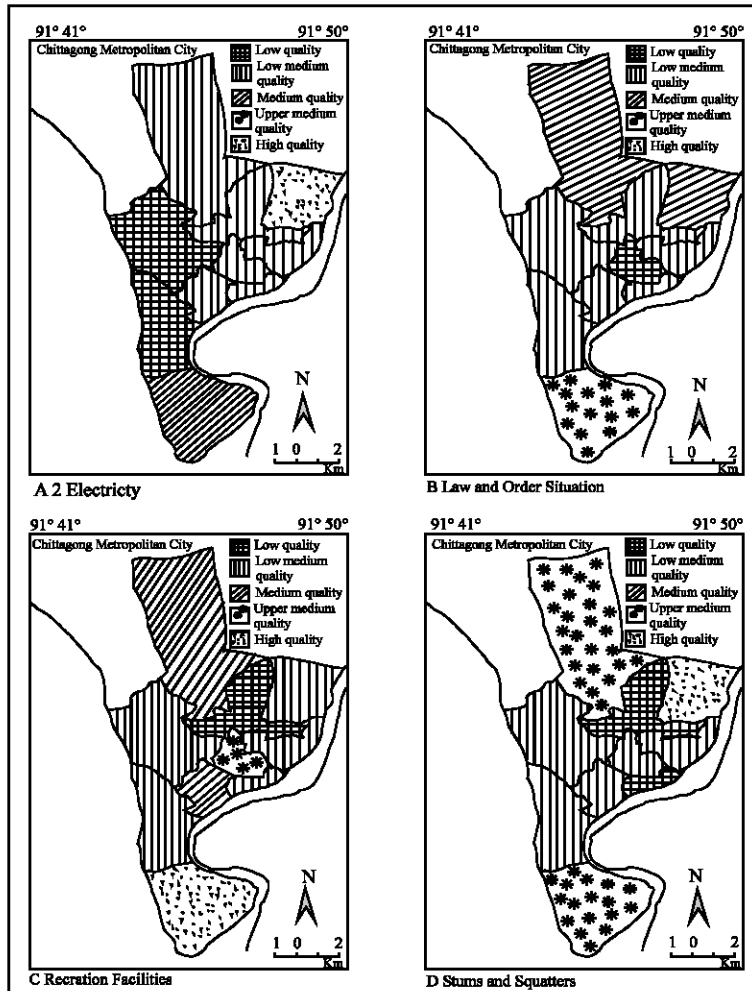 91° 41° 91° 50°
Chittagong Metropolitan City
Low quality
Low medium
quality
Medium quality
Upper medium
quality
High quality
N
1 0 2
Km
A 2 Electricty
91° 41° 91° 50°
Chittagong Metropolitan City
Low quality
Low medium
quality
Medium quality
Upper medium
quality
High quality
N
1 0 2
Km
B Law and Order Situation
91° 41° 91° 50°
Chittagong Metropolitan City
Low quality
Low medium
quality
Medium quality
Upper medium
quality
High quality
N
1 0 2
Km
C Recration Facilities
91° 41° 91° 50°
Chittagong Metropolitan City
Low quality
Low medium
quality
Medium quality
Upper medium
quality
High quality
N
1 0 2
Km
D Stums and Squatters